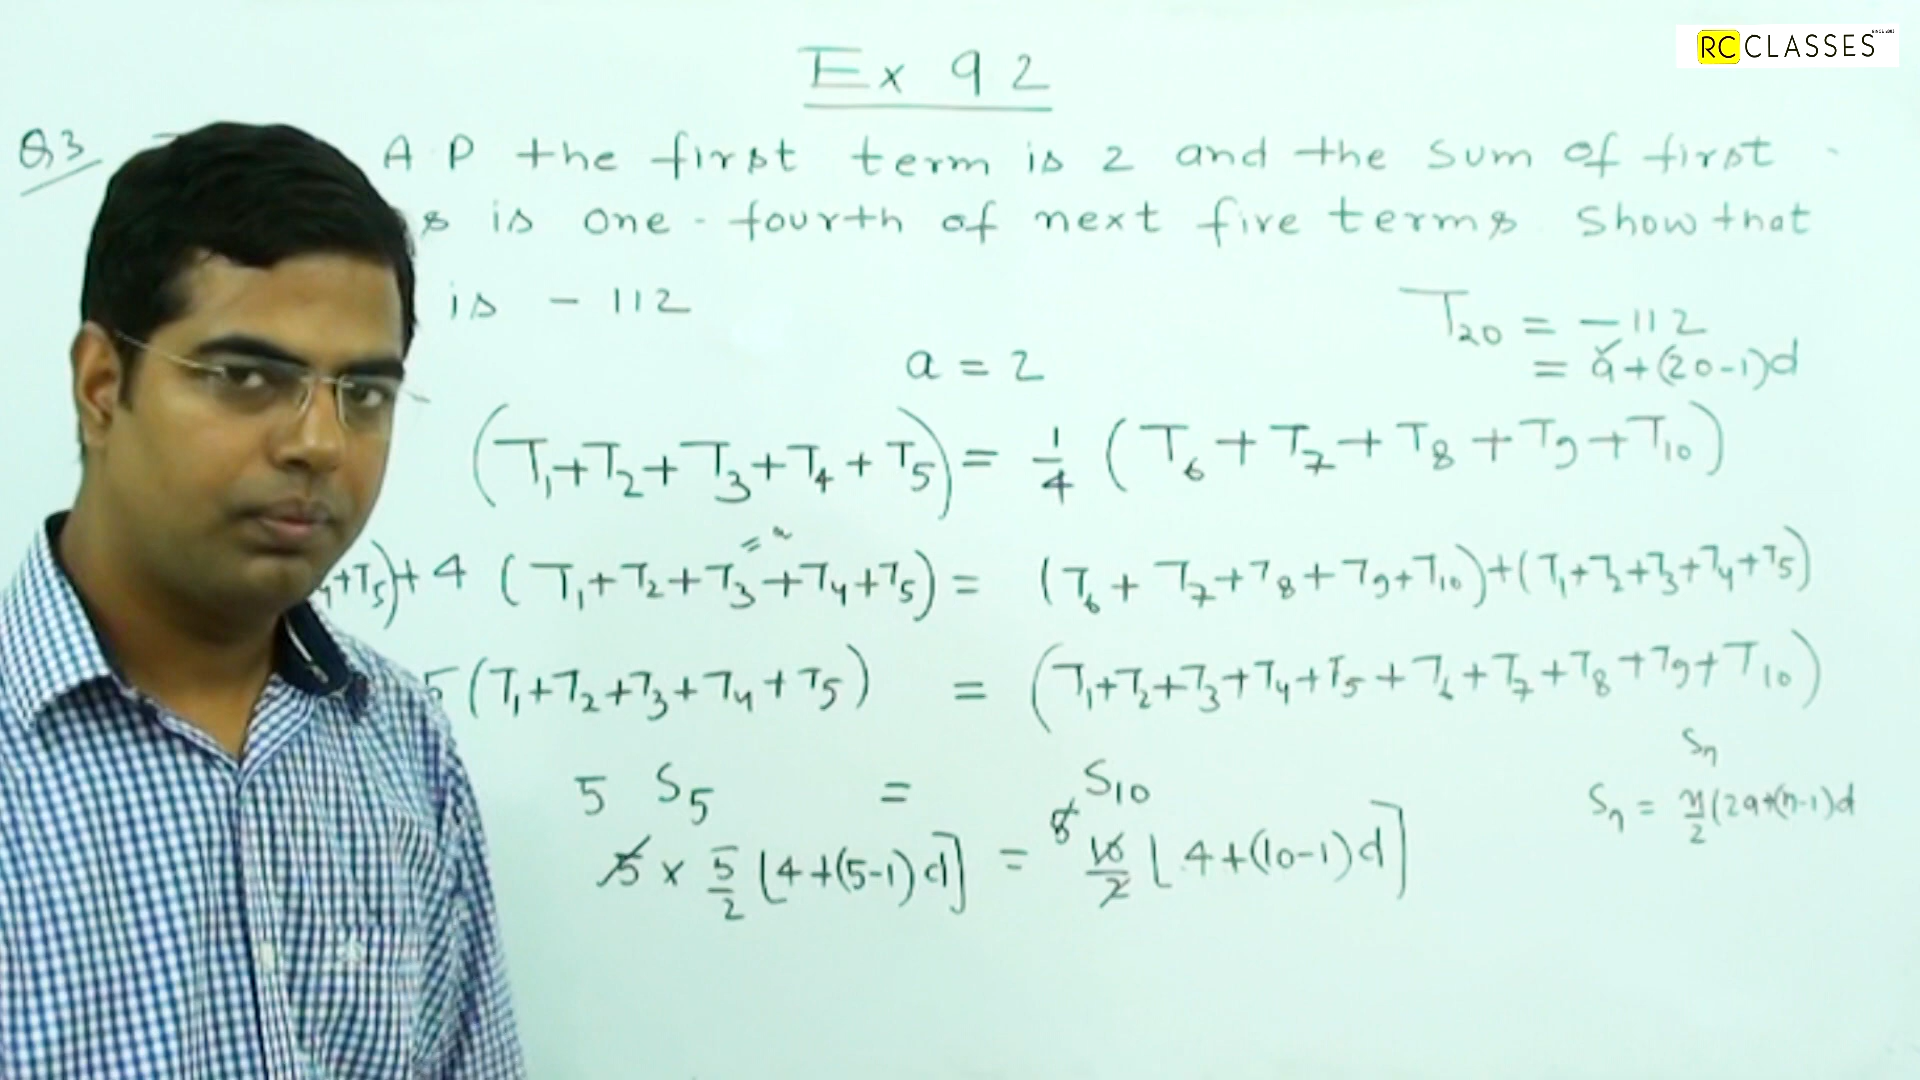 RC CLASSES
Ex 9 2
Q3 A P the first term is 2 and the sum of first
s is one - fourth of next five terms Show that
is - 112
T20 = -112
= a+(20-1)d
a = 2
(T1+T2+T3+T4+T5) = 1/4 (T6+T7+T8+T9+T10)
+T5)+4 (T1+T2+T3+T4+T5) = (T6+T7+T8+T9+T10)+(T1+T2+T3+T4+T5)
5(T1+T2+T3+T4+T5) = (T1+T2+T3+T4+T5+T6+T7+T8+T9+T10)
Sn
5 S5 = S10
Sn = n/2(2a+(n-1)d
5 x 5/2 [4+(5-1)d] = 10/2 [4+(10-1)d]